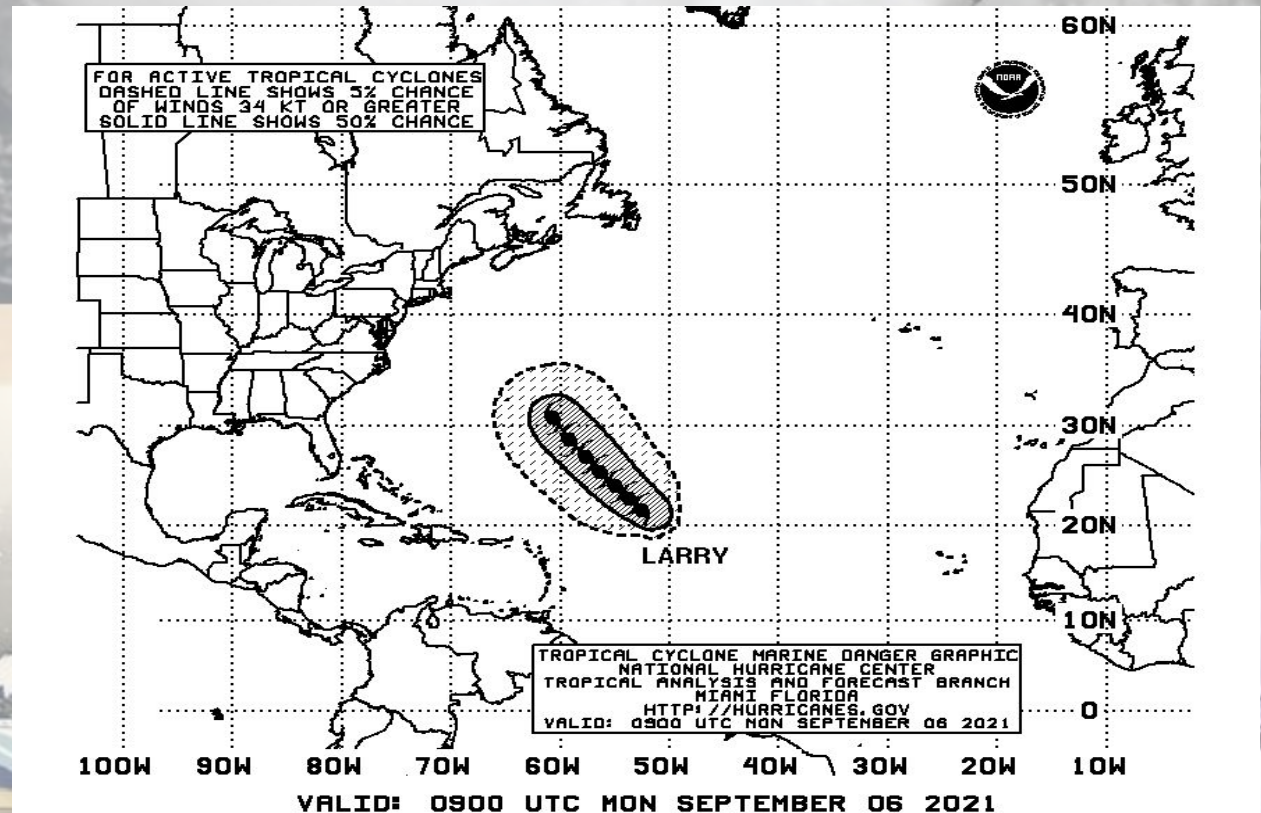 60N
FOR ACTIVE TROPICAL CYCLONES
DASHED LINE SHOWS 5% CHANCE
OF WINDS 34 KT OR GREATER
SOLID LINE SHOWS 50% CHANCE
NOAA
50N
40N
30N
20N
LARRY
10N
TROPICAL CYCLONE MARINE DANGER GRAPHIC
NATIONAL HURRICANE CENTER
TROPICAL ANALYSIS AND FORECAST BRANCH
MIAMI FLORIDA
HTTP://HURRICANES.GOV
VALID: 0900 UTC MON SEPTEMBER 06 2021
0
100W 90W 80W 70W 60W 50W 40W 30W 20W 10W
VALID: 0900 UTC MON SEPTEMBER 06 2021